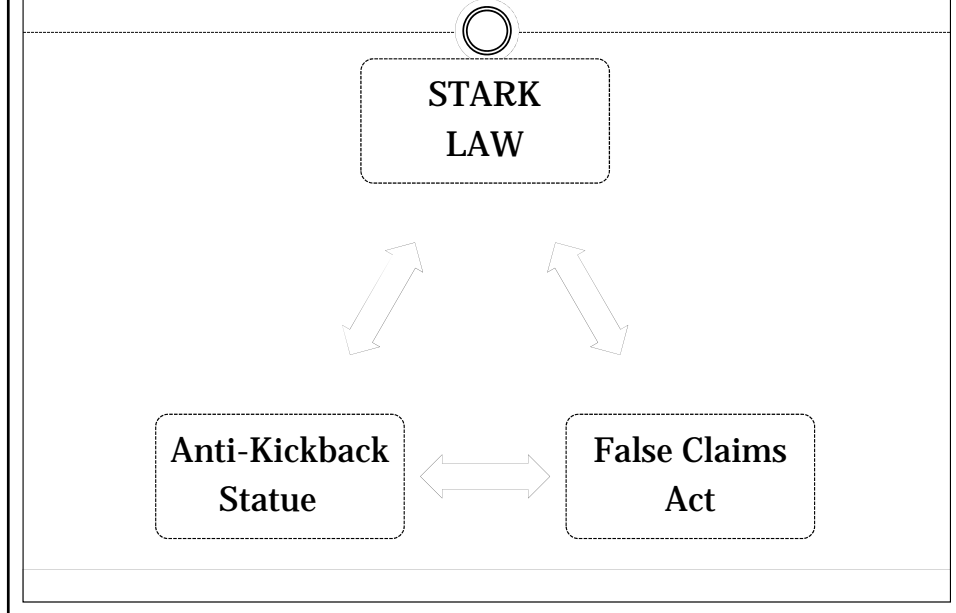 STARK
LAW
Anti-Kickback
Statue
False Claims
Act